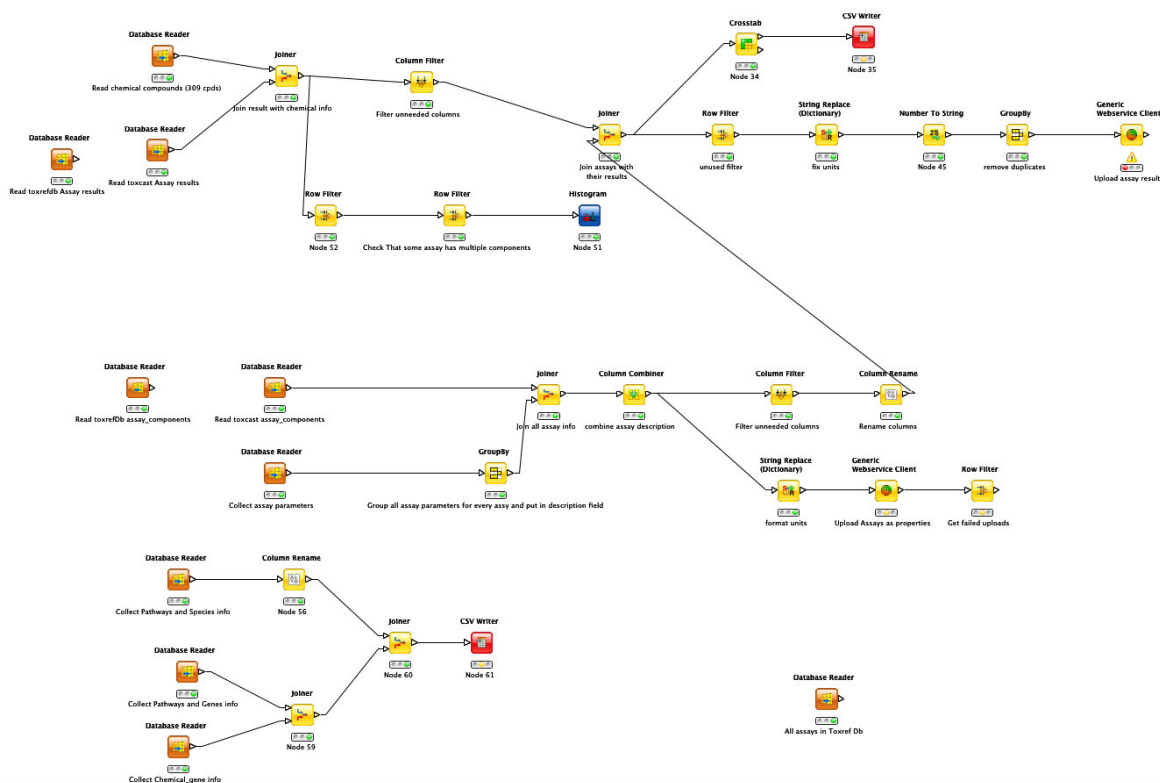 Database Reader
Read chemical compounds (309 cpds)
Joiner
Join result with chemical info
Column Filter
Filter unneeded columns
Crosstab
Node 34
CSV Writer
Node 35
Database Reader
Read toxrefdb Assay results
Database Reader
Read toxcast Assay results
Joiner
Join assays with
their results
Row Filter
unused filter
String Replace
(Dictionary)
fix units
Number To String
Node 45
GroupBy
remove duplicates
Generic
Webservice Client
Upload assay result
Row Filter
Node 52
Row Filter
Check That some assay has multiple components
Histogram
Node 51
Database Reader
Read toxrefDb assay_components
Database Reader
Read toxcast assay_components
Joiner
Join all assay info
Column Combiner
combine assay description
Column Filter
Filter unneeded columns
Column Rename
Rename columns
Database Reader
Collect assay parameters
GroupBy
Group all assay parameters for every assy and put in description field
String Replace
(Dictionary)
format units
Generic
Webservice Client
Upload Assays as properties
Row Filter
Get failed uploads
Database Reader
Collect Pathways and Species info
Column Rename
Node 56
Joiner
Node 60
CSV Writer
Node 61
Database Reader
Collect Pathways and Genes info
Joiner
Node 59
Database Reader
Collect Chemical_gene info
Database Reader
All assays in Toxref Db